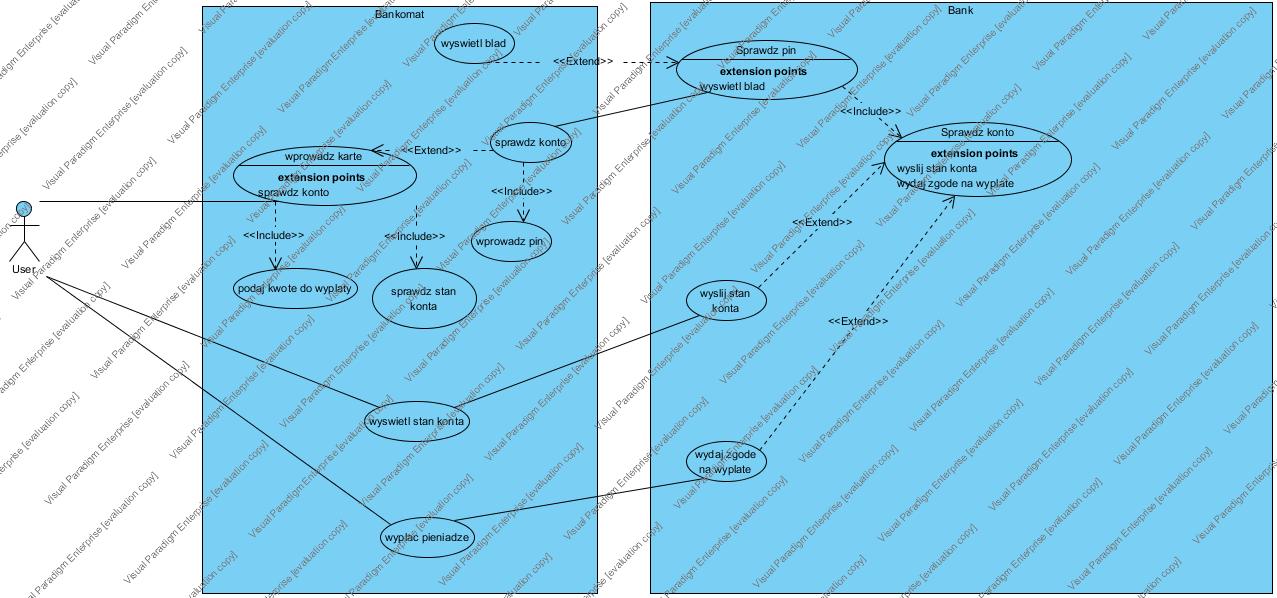 Bankomat
Bank
wyswietl blad
<<Extend>>
Sprawdz pin
extension points
wyswietl blad
<<Include>>
Sprawdz konto
extension points
wyslij stan konta
wydaj zgode na wyplate
sprawdz konto
<<Extend>>
wprowadz karte
extension points
sprawdz konto
<<Include>>
<<Include>>
<<Include>>
wprowadz pin
User
podaj kwote do wyplaty
sprawdz stan
konta
<<Extend>>
wyslij stan
konta
<<Extend>>
wyswietl stan konta
wydaj zgode
na wyplate
wyplac pieniadze
Visual Paradigm Enterprise [evaluation copy]